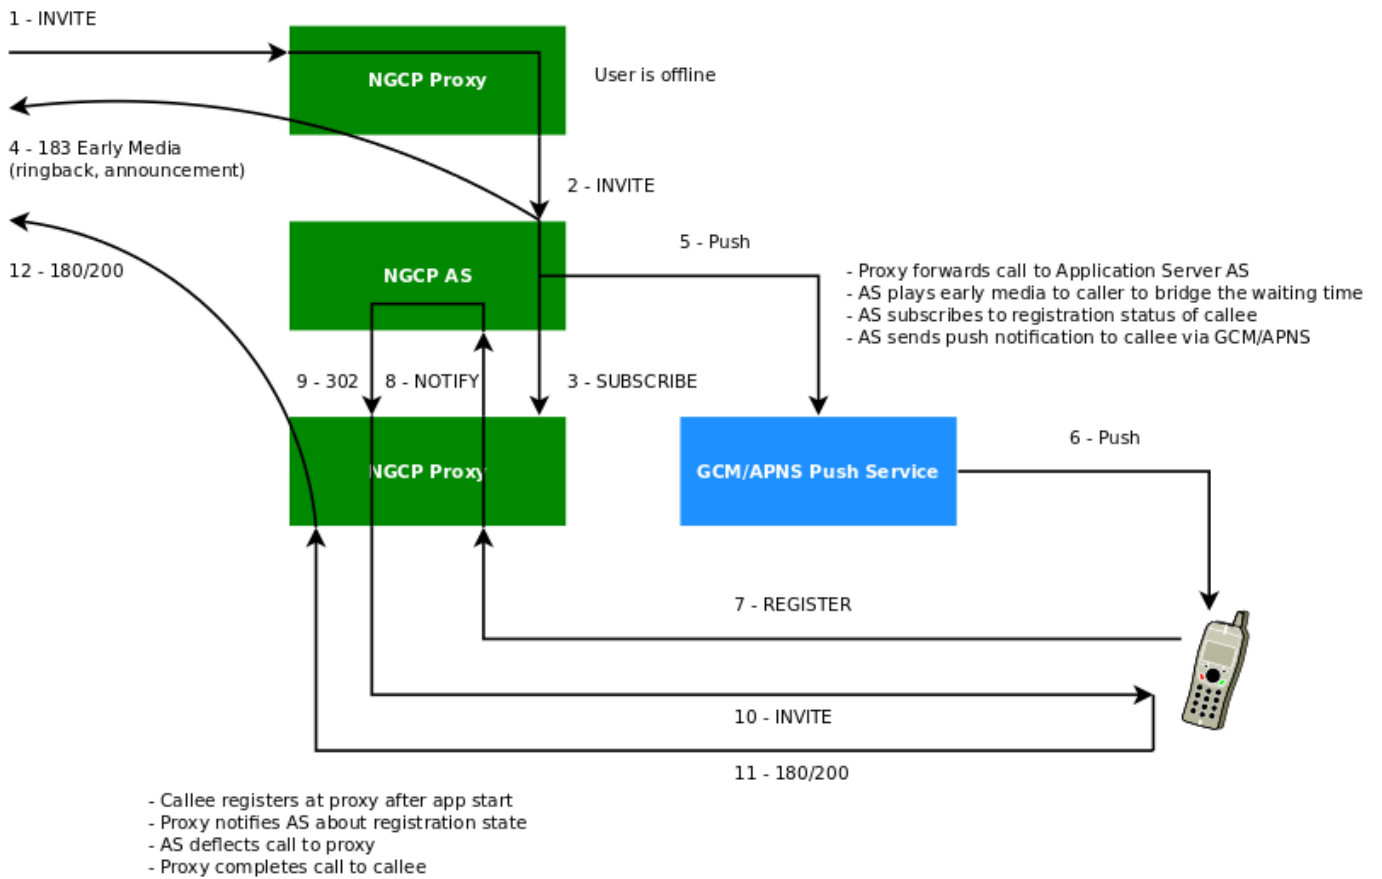 1 - INVITE
NGCP Proxy
User is offline
4 - 183 Early Media
(ringback, announcement)
2 - INVITE
5 - Push
12 - 180/200
NGCP AS
- Proxy forwards call to Application Server AS
- AS plays early media to caller to bridge the waiting time
- AS subscribes to registration status of callee
- AS sends push notification to callee via GCM/APNS
9 - 302
8 - NOTIFY
3 - SUBSCRIBE
6 - Push
NGCP Proxy
GCM/APNS Push Service
7 - REGISTER
10 - INVITE
11 - 180/200
- Callee registers at proxy after app start
- Proxy notifies AS about registration state
- AS deflects call to proxy
- Proxy completes call to callee